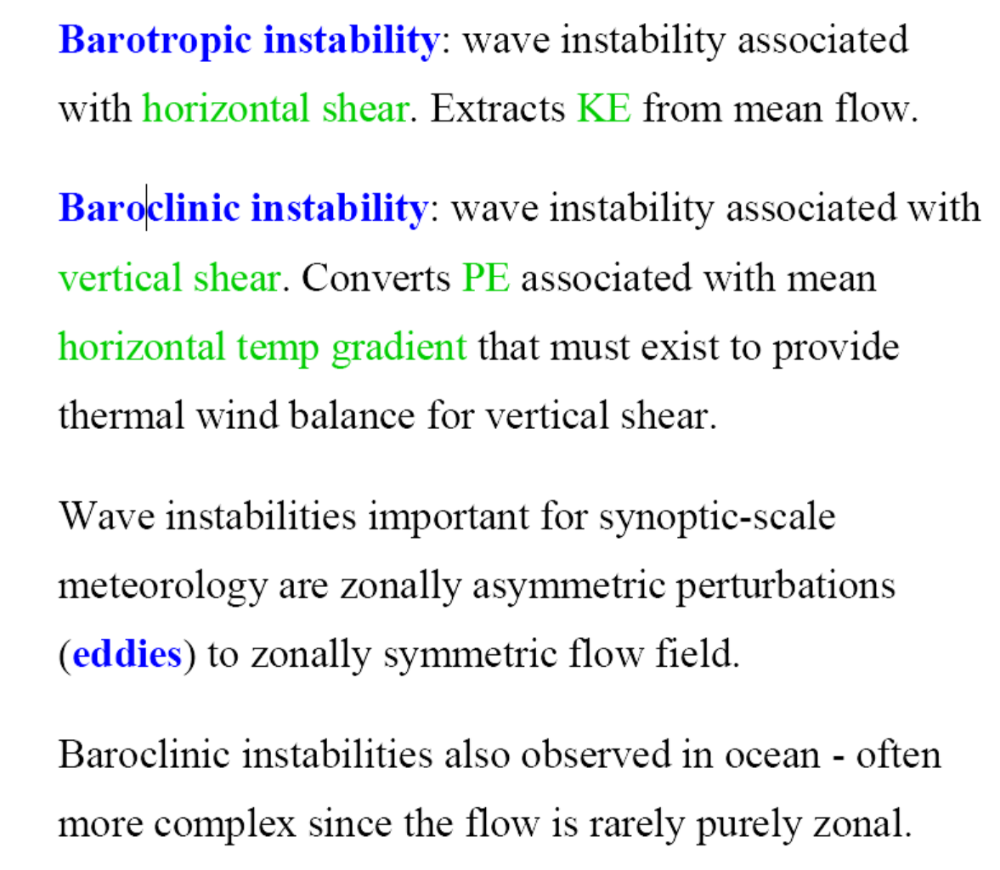 Barotropic instability: wave instability associated
with horizontal shear. Extracts KE from mean flow.
Baroclinic instability: wave instability associated with
vertical shear. Converts PE associated with mean
horizontal temp gradient that must exist to provide
thermal wind balance for vertical shear.
Wave instabilities important for synoptic-scale
meteorology are zonally asymmetric perturbations
(eddies) to zonally symmetric flow field.
Baroclinic instabilities also observed in ocean - often
more complex since the flow is rarely purely zonal.